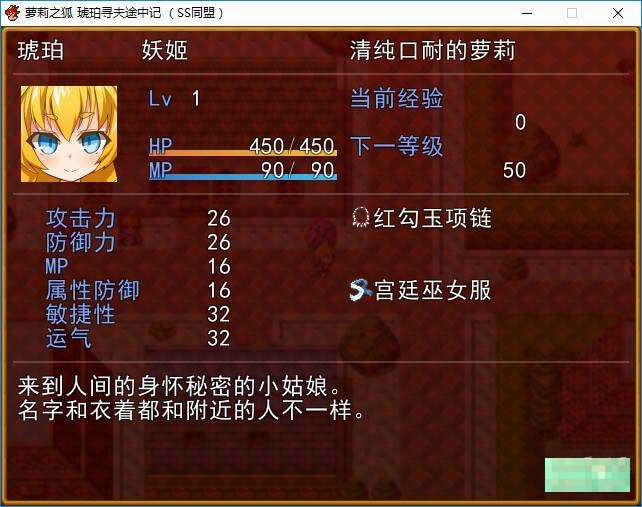 萝莉之狐 琥珀寻夫途中记 （SS同盟）
琥珀 妖姬 清纯口耐的萝莉
Lv 1 当前经验
0
HP 450/450 下一等级
MP 90/ 90 50
攻击力 26 红勾玉项链
防御力 26
MP 16
属性防御 16 宫廷巫女服
敏捷性 32
运气 32
来到人间的身怀秘密的小姑娘。
名字和衣着都和附近的人不一样。